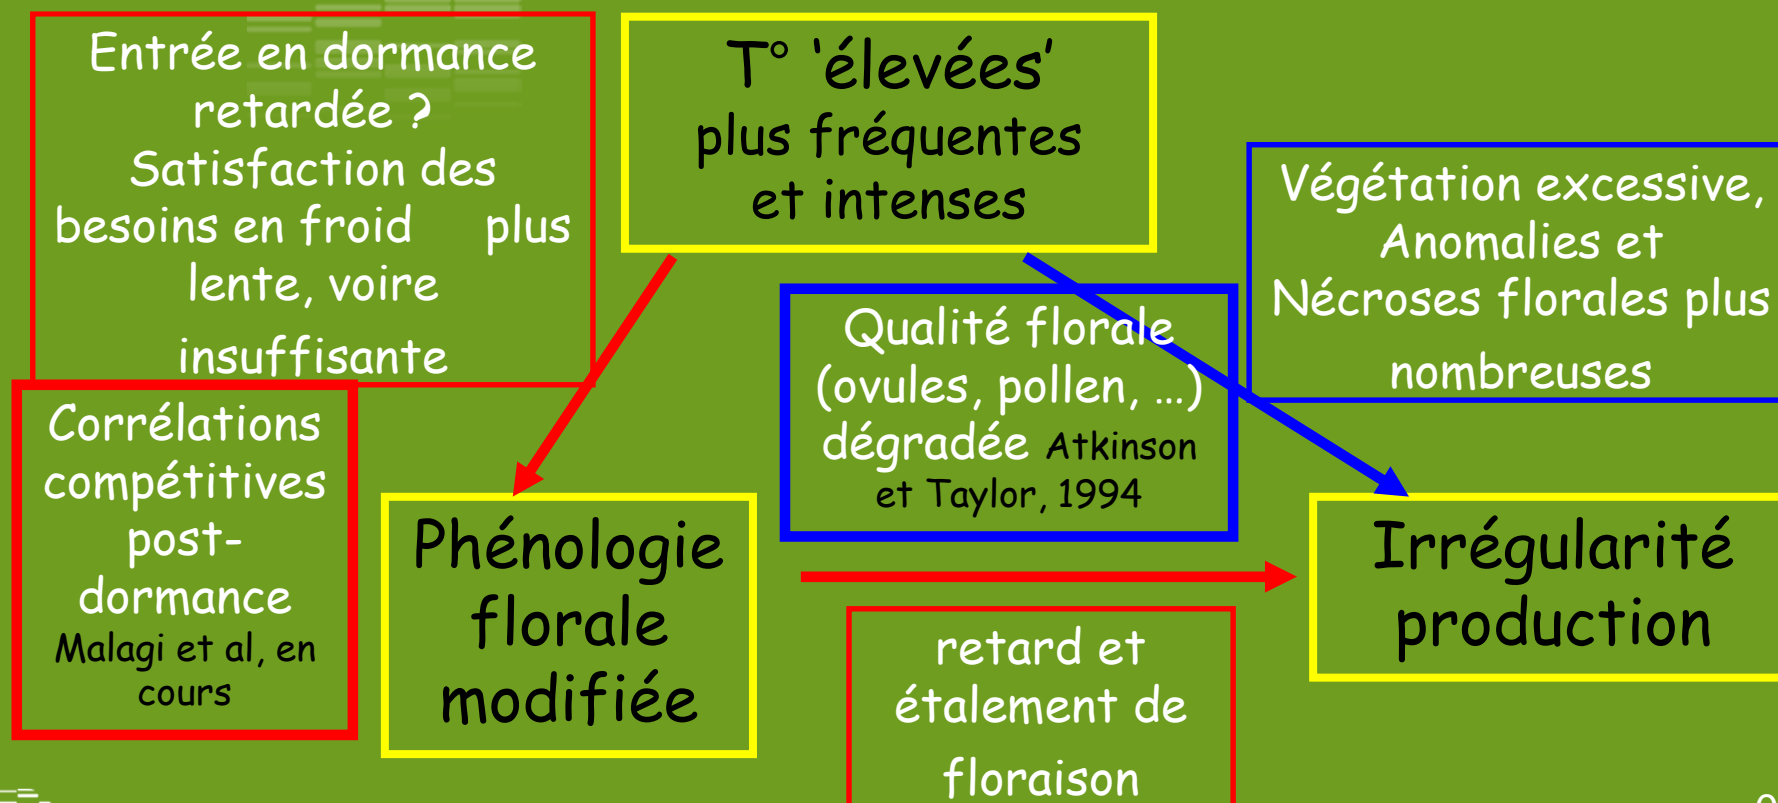 Entrée en dormance
retardée ?
Satisfaction des
besoins en froid plus
lente, voire
insuffisante
T° ‘élevées’
plus fréquentes
et intenses
Végétation excessive,
Anomalies et
Nécroses florales plus
nombreuses
Qualité florale
(ovules, pollen, …)
dégradée Atkinson
et Taylor, 1994
Corrélations
compétitives
post-
dormance
Malagi et al, en
cours
Phénologie
florale
modifiée
Irrégularité
production
retard et
étalement de
floraison